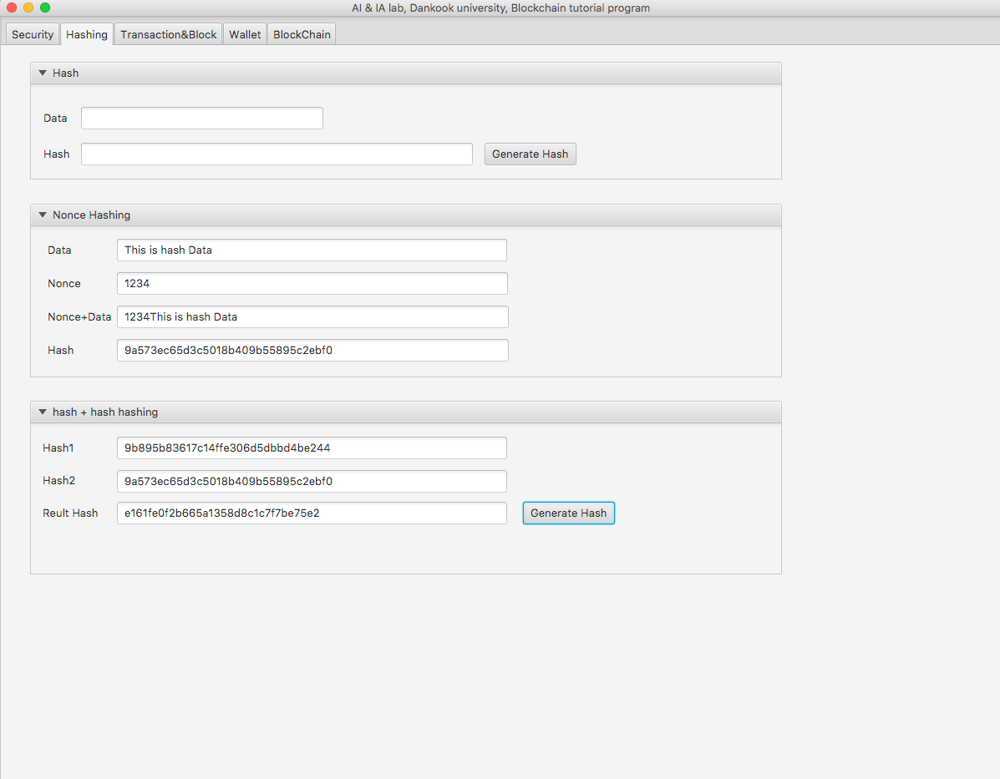 AI & IA lab, Dankook university, Blockchain tutorial program
Security Hashing Transaction&Block Wallet BlockChain
Hash
Data
Hash Generate Hash
Nonce Hashing
Data This is hash Data
Nonce 1234
Nonce+Data 1234This is hash Data
Hash 9a573ec65d3c5018b409b55895c2ebf0
hash + hash hashing
Hash1 9b895b83617c14ffe306d5dbbd4be244
Hash2 9a573ec65d3c5018b409b55895c2ebf0
Reult Hash e161fe0f2b665a1358d8c1c7f7be75e2 Generate Hash